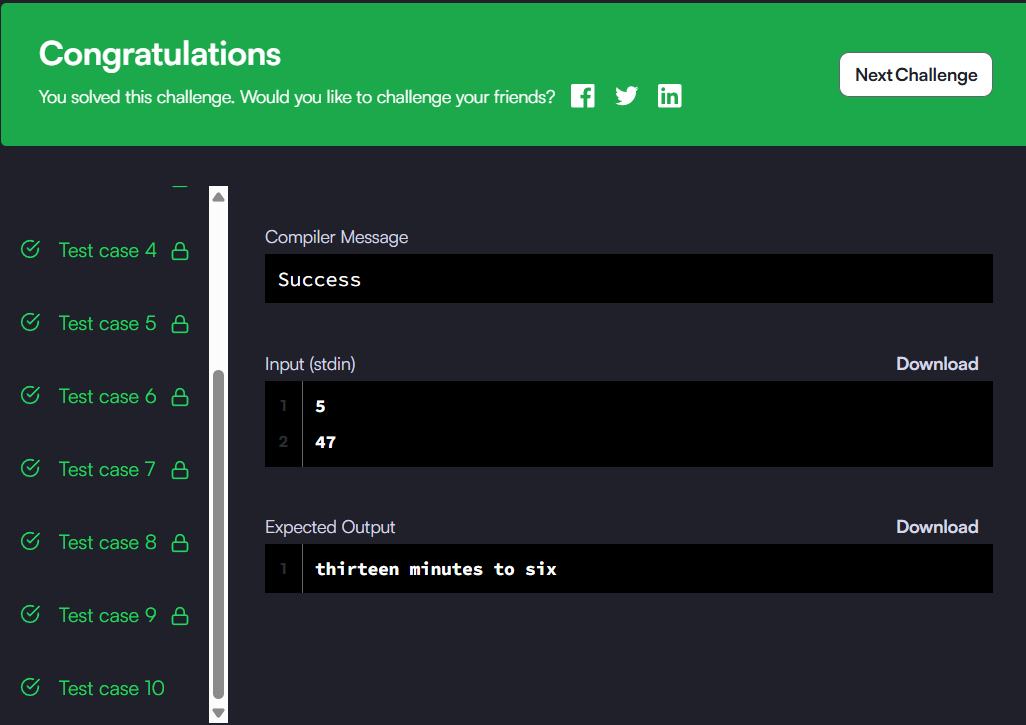 Congratulations
You solved this challenge. Would you like to challenge your friends?
Next Challenge
Test case 4
Test case 5
Test case 6
Test case 7
Test case 8
Test case 9
Test case 10
Compiler Message
Success
Input (stdin)
Download
1 5
2 47
Expected Output
Download
1 thirteen minutes to six